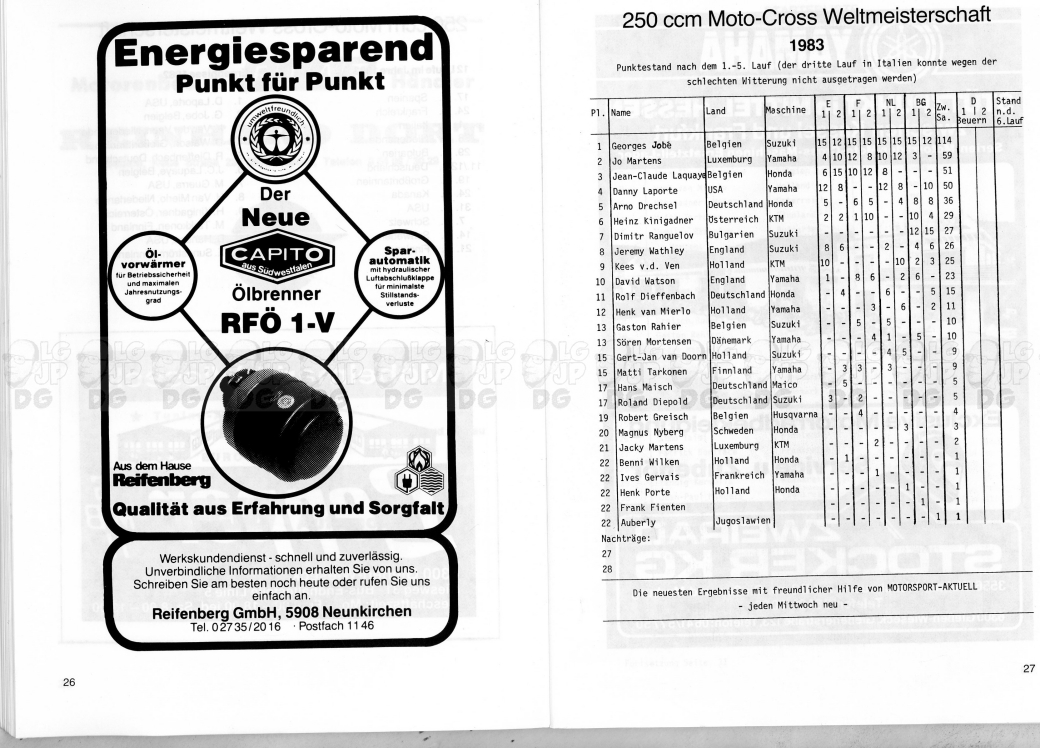 Energiesparend
Punkt für Punkt
umweltfreundlich
Der
Neue
CAPITO
aus Südwestfalen
Ölbrenner
RFÖ 1-V
Öl-
vorwärmer
für Betriebssicherheit
und maximalen
Jahresnutzungs-
grad
Spar-
automatik
mit hydraulischer
Luftabschlußklappe
für minimalste
Stillstands-
verluste
Aus dem Hause
Reifenberg
Qualität aus Erfahrung und Sorgfalt
Werkskundendienst - schnell und zuverlässig.
Unverbindliche Informationen erhalten Sie von uns.
Schreiben Sie am besten noch heute oder rufen Sie uns
einfach an.
Reifenberg GmbH, 5908 Neunkirchen
Tel. 02735/2016 · Postfach 1146
26
250 ccm Moto-Cross Weltmeisterschaft
1983
Punktestand nach dem 1.-5. Lauf (der dritte Lauf in Italien konnte wegen der
schlechten Witterung nicht ausgetragen werden)
Pl. Name Land Maschine E 1 2 F 1 2 NL 1 2 BG 1 2 Zw. Sa. D 1 2 Beuern Stand n.d. 6.Lauf
1 Georges Jobè Belgien Suzuki 15 12 15 15 15 15 15 12 114
2 Jo Martens Luxemburg Yamaha 4 10 12 8 10 12 3 - 59
3 Jean-Claude Laquaye Belgien Honda 6 15 10 12 8 - - - 51
4 Danny Laporte USA Yamaha 12 8 - - 12 8 - 10 50
5 Arno Drechsel Deutschland Honda 5 - 6 5 - 4 8 8 36
6 Heinz Kinigadner Österreich KTM 2 2 1 10 - - 10 4 29
7 Dimitr Ranguelov Bulgarien Suzuki - - - - - - 12 15 27
8 Jeremy Wathley England Suzuki 8 6 - - 2 - 4 6 26
9 Kees v.d. Ven Holland KTM 10 - - - - 10 2 3 25
10 David Watson England Yamaha 1 - 8 6 - 2 6 - 23
11 Rolf Dieffenbach Deutschland Honda - 4 - - 6 - - 5 15
12 Henk van Mierlo Holland Yamaha - - - 3 - 6 - 2 11
13 Gaston Rahier Belgien Suzuki - - 5 - 5 - - - 10
13 Sören Mortensen Dänemark Yamaha - - - 4 1 - 5 - 10
15 Gert-Jan van Doorn Holland Suzuki - - - - 4 5 - - 9
15 Matti Tarkonen Finnland Yamaha - 3 3 - 3 - - - 9
17 Hans Maisch Deutschland Maico - 5 - - - - - - 5
17 Roland Diepold Deutschland Suzuki 3 - 2 - - - - - 5
19 Robert Greisch Belgien Husqvarna - - 4 - - - - - 4
20 Magnus Nyberg Schweden Honda - - - - - 3 - - 3
21 Jacky Martens Luxemburg KTM - - - 2 - - - - 2
22 Benni Wilken Holland Honda - 1 - - - - - - 1
22 Ives Gervais Frankreich Yamaha - - - 1 - - - - 1
22 Henk Porte Holland Honda - - - - - 1 - - 1
22 Frank Fienten - - - - - - 1 - 1
22 Auberly Jugoslawien - - - - - - - 1 1
Nachträge:
27
28
Die neuesten Ergebnisse mit freundlicher Hilfe von MOTORSPORT-AKTUELL
- jeden Mittwoch neu -
27